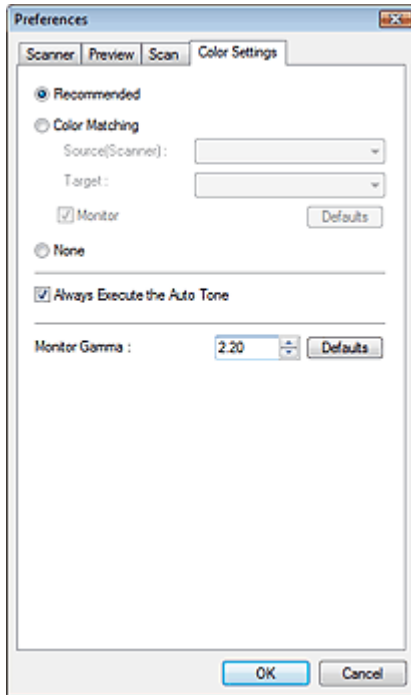 Preferences
Scanner Preview Scan Color Settings
Recommended
Color Matching
Source(Scanner) :
Target :
Monitor Defaults
None
Always Execute the Auto Tone
Monitor Gamma : 2.20 Defaults
OK Cancel